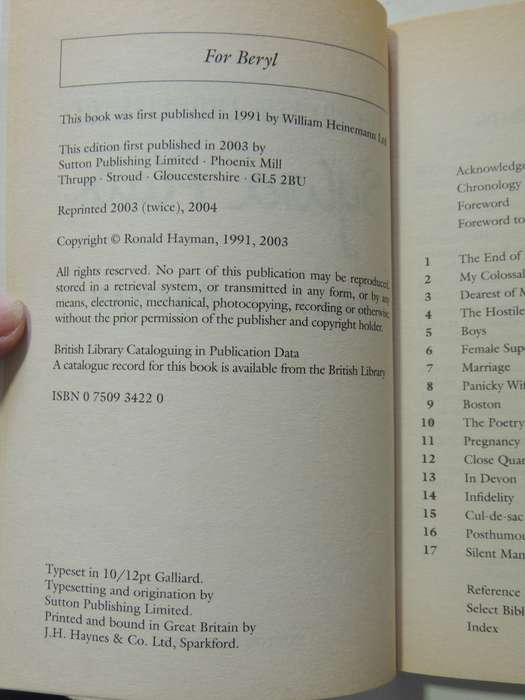 For Beryl
This book was first published in 1991 by William Heinemann Ltd
This edition first published in 2003 by
Sutton Publishing Limited · Phoenix Mill
Thrupp · Stroud · Gloucestershire · GL5 2BU
Reprinted 2003 (twice), 2004
Copyright © Ronald Hayman, 1991, 2003
All rights reserved. No part of this publication may be reproduced,
stored in a retrieval system, or transmitted in any form, or by any
means, electronic, mechanical, photocopying, recording or otherwise,
without the prior permission of the publisher and copyright holder.
British Library Cataloguing in Publication Data
A catalogue record for this book is available from the British Library
ISBN 0 7509 3422 0
Typeset in 10/12pt Galliard.
Typesetting and origination by
Sutton Publishing Limited.
Printed and bound in Great Britain by
J.H. Haynes & Co. Ltd, Sparkford.
Acknowledge
Chronology
Foreword
Foreword to
1 The End of
2 My Colossal
3 Dearest of M
4 The Hostile
5 Boys
6 Female Sup
7 Marriage
8 Panicky Wif
9 Boston
10 The Poetry
11 Pregnancy
12 Close Quar
13 In Devon
14 Infidelity
15 Cul-de-sac
16 Posthumou
17 Silent Man
Reference
Select Bibl
Index